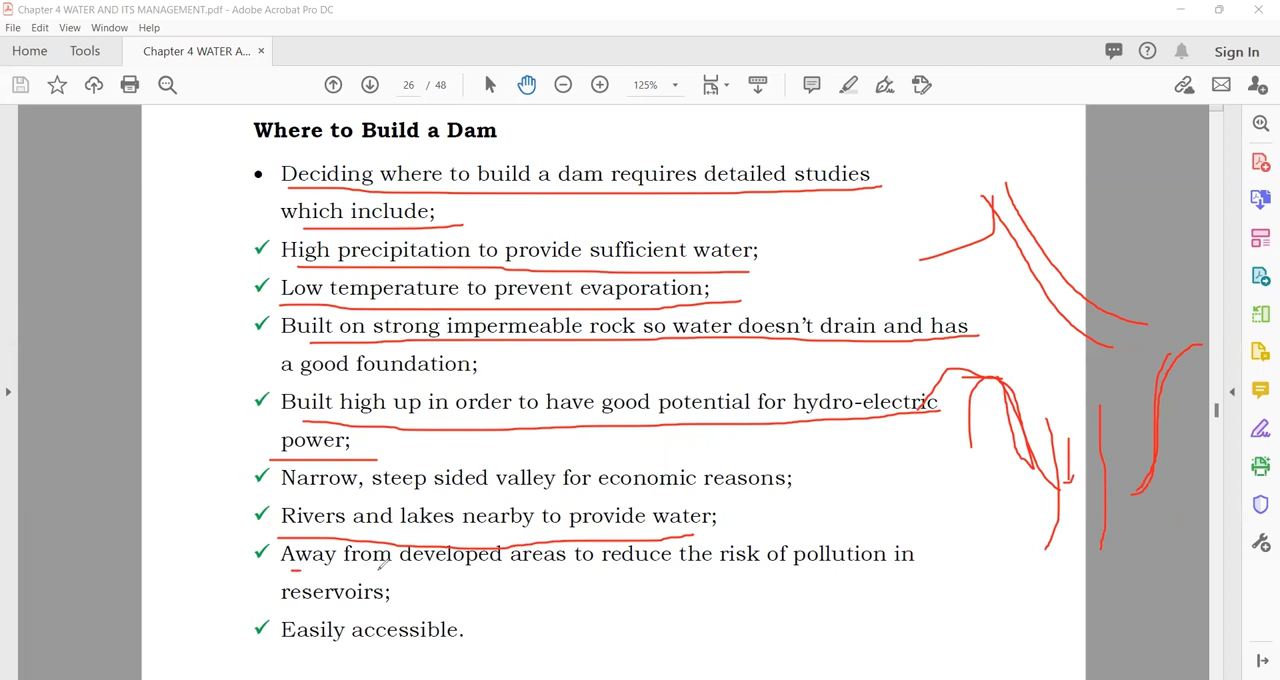 Chapter 4 WATER AND ITS MANAGEMENT.pdf - Adobe Acrobat Pro DC
File Edit View Window Help
Home Tools Chapter 4 WATER A... × Sign In
26 / 48 125%
Where to Build a Dam
• Deciding where to build a dam requires detailed studies
which include;
✓ High precipitation to provide sufficient water;
✓ Low temperature to prevent evaporation;
✓ Built on strong impermeable rock so water doesn't drain and has
a good foundation;
✓ Built high up in order to have good potential for hydro-electric
power;
✓ Narrow, steep sided valley for economic reasons;
✓ Rivers and lakes nearby to provide water;
✓ Away from developed areas to reduce the risk of pollution in
reservoirs;
✓ Easily accessible.